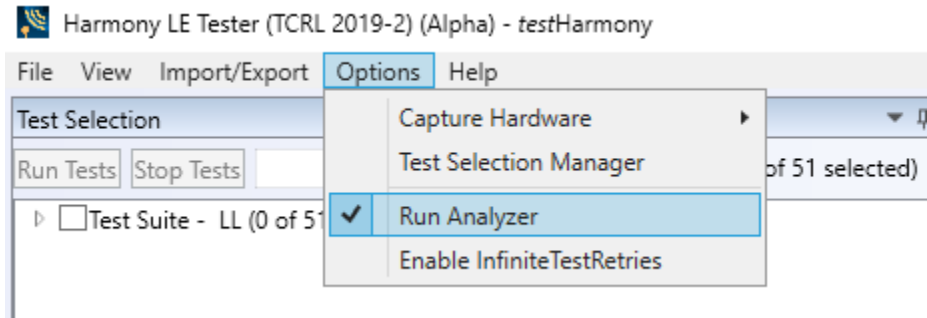 Harmony LE Tester (TCRL 2019-2) (Alpha) - testHarmony
File View Import/Export Options Help
Test Selection
Capture Hardware
Test Selection Manager
Run Tests Stop Tests of 51 selected)
Test Suite - LL (0 of 51
Run Analyzer
Enable InfiniteTestRetries